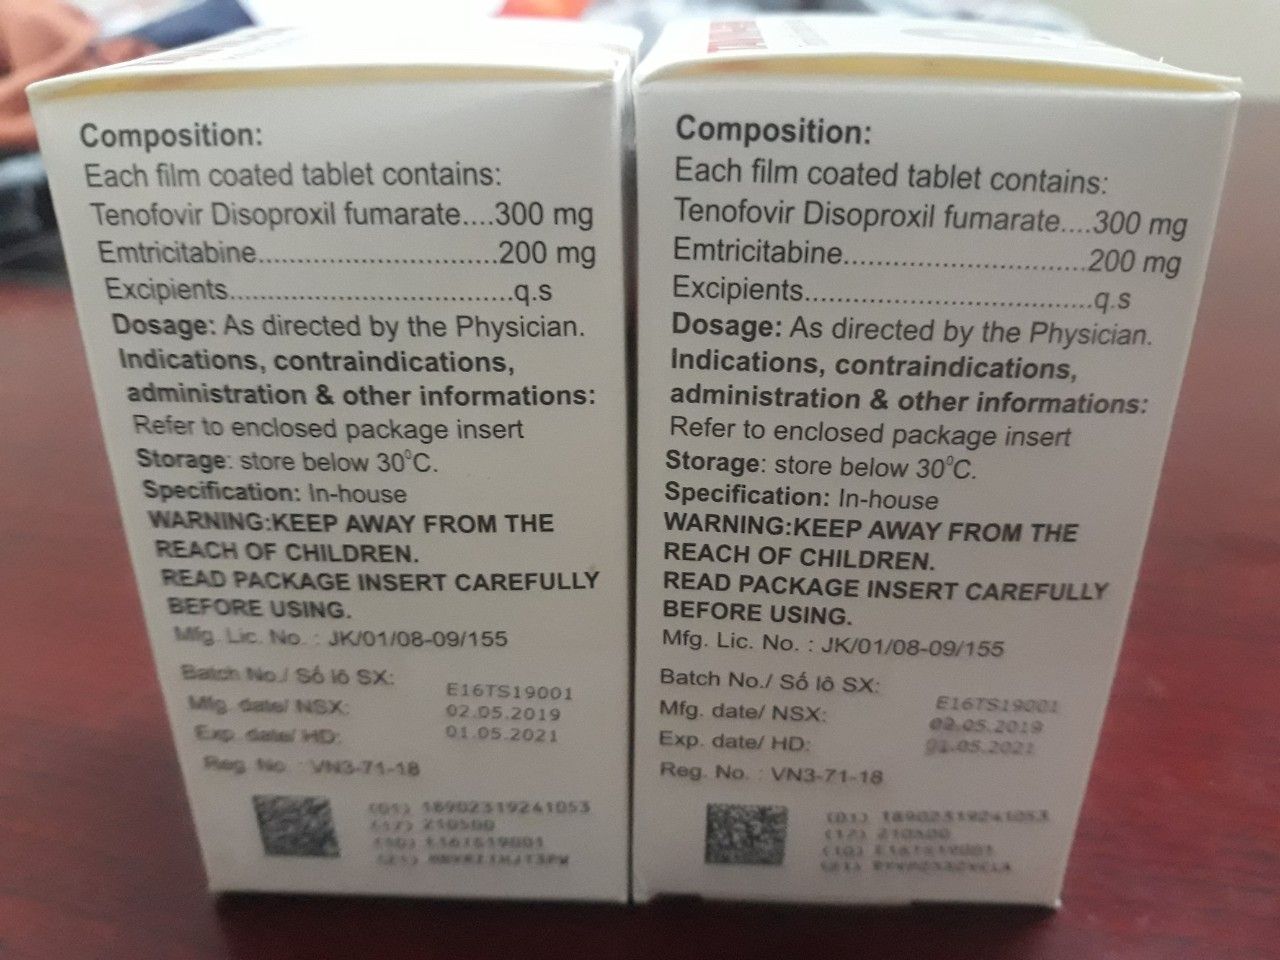 Composition:
Each film coated tablet contains:
Tenofovir Disoproxil fumarate....300 mg
Emtricitabine.............................200 mg
Excipients..................................q.s
Dosage: As directed by the Physician.
Indications, contraindications,
administration & other informations:
Refer to enclosed package insert
Storage: store below 30⁰C.
Specification: In-house
WARNING:KEEP AWAY FROM THE
REACH OF CHILDREN.
READ PACKAGE INSERT CAREFULLY
BEFORE USING.
Mfg. Lic. No. : JK/01/08-09/155
Batch No./ Số lô SX: E16TS19001
Mfg. date/ NSX: 02.05.2019
Exp. date/ HD: 01.05.2021
Reg. No. : VN3-71-18
(01) 18902319241053
(17) 210500
(10) E16TS19001
(21)
Composition:
Each film coated tablet contains:
Tenofovir Disoproxil fumarate....300 mg
Emtricitabine.............................200 mg
Excipients..................................q.s
Dosage: As directed by the Physician.
Indications, contraindications,
administration & other informations:
Refer to enclosed package insert
Storage: store below 30⁰C.
Specification: In-house
WARNING:KEEP AWAY FROM THE
REACH OF CHILDREN.
READ PACKAGE INSERT CAREFULLY
BEFORE USING.
Mfg. Lic. No. : JK/01/08-09/155
Batch No./ Số lô SX: E16TS19001
Mfg. date/ NSX: 02.05.2019
Exp. date/ HD: 01.05.2021
Reg. No. : VN3-71-18
(01) 18902319241053
(17) 210500
(10) E16TS19001
(21)